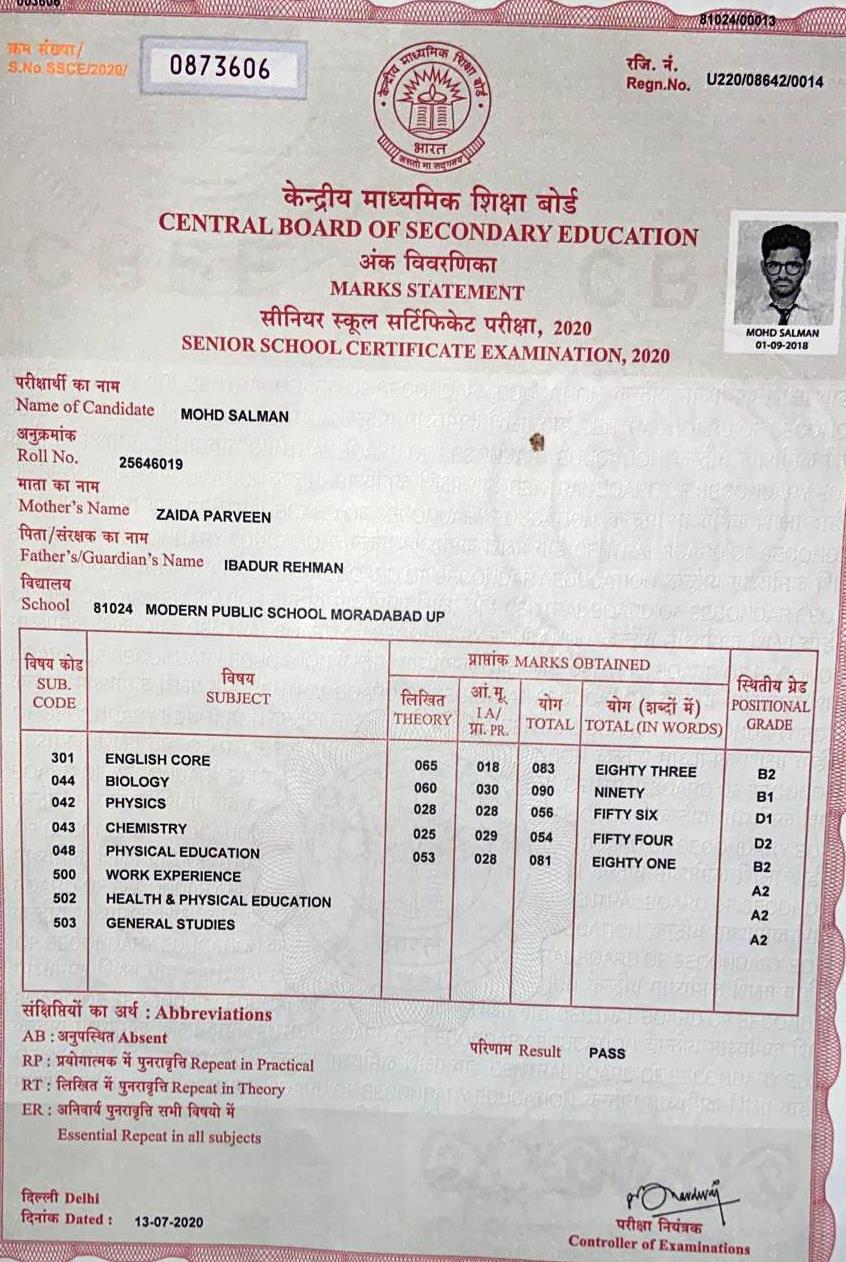 003606
81024/00013
क्रम संख्या/
S.No.SSCE/2020/
0873606
रजि. नं.
Regn.No. U220/08642/0014
केन्द्रीय माध्यमिक शिक्षा बोर्ड
भारत
असतो मा सद्गमय
केन्द्रीय माध्यमिक शिक्षा बोर्ड
CENTRAL BOARD OF SECONDARY EDUCATION
अंक विवरणिका
MARKS STATEMENT
सीनियर स्कूल सर्टिफिकेट परीक्षा, 2020
SENIOR SCHOOL CERTIFICATE EXAMINATION, 2020
MOHD SALMAN
01-09-2018
परीक्षार्थी का नाम
Name of Candidate MOHD SALMAN
अनुक्रमांक
Roll No. 25646019
माता का नाम
Mother's Name ZAIDA PARVEEN
पिता/संरक्षक का नाम
Father's/Guardian's Name IBADUR REHMAN
विद्यालय
School 81024 MODERN PUBLIC SCHOOL MORADABAD UP
विषय कोड
SUB.
CODE
विषय
SUBJECT
प्राप्तांक MARKS OBTAINED
लिखित
THEORY
आं.मू.
I A/
प्रा. PR.
योग
TOTAL
योग (शब्दों में)
TOTAL (IN WORDS)
स्थितीय ग्रेड
POSITIONAL
GRADE
301 ENGLISH CORE 065 018 083 EIGHTY THREE B2
044 BIOLOGY 060 030 090 NINETY B1
042 PHYSICS 028 028 056 FIFTY SIX D1
043 CHEMISTRY 025 029 054 FIFTY FOUR D2
048 PHYSICAL EDUCATION 053 028 081 EIGHTY ONE B2
500 WORK EXPERIENCE A2
502 HEALTH & PHYSICAL EDUCATION A2
503 GENERAL STUDIES A2
संक्षिप्तियों का अर्थ : Abbreviations
AB : अनुपस्थित Absent
RP : प्रयोगात्मक में पुनरावृत्ति Repeat in Practical
RT : लिखित में पुनरावृत्ति Repeat in Theory
ER : अनिवार्य पुनरावृत्ति सभी विषयो में
Essential Repeat in all subjects
परिणाम Result PASS
दिल्ली Delhi
दिनांक Dated : 13-07-2020
परीक्षा नियंत्रक
Controller of Examinations